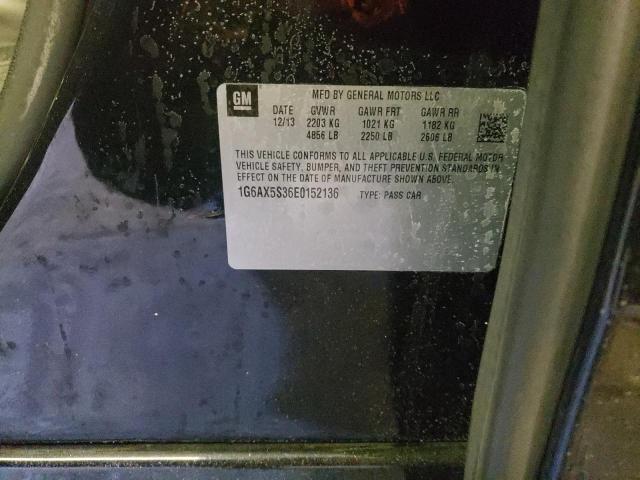 GM
MFD BY GENERAL MOTORS LLC
DATE GVWR GAWR FRT GAWR RR
12/13 2203 KG 1021 KG 1182 KG
4856 LB 2250 LB 2606 LB
THIS VEHICLE CONFORMS TO ALL APPLICABLE U.S. FEDERAL MOTOR
VEHICLE SAFETY, BUMPER, AND THEFT PREVENTION STANDARDS IN
EFFECT ON THE DATE OF MANUFACTURE SHOWN ABOVE.
1G6AX5S36E0152136 TYPE: PASS CAR